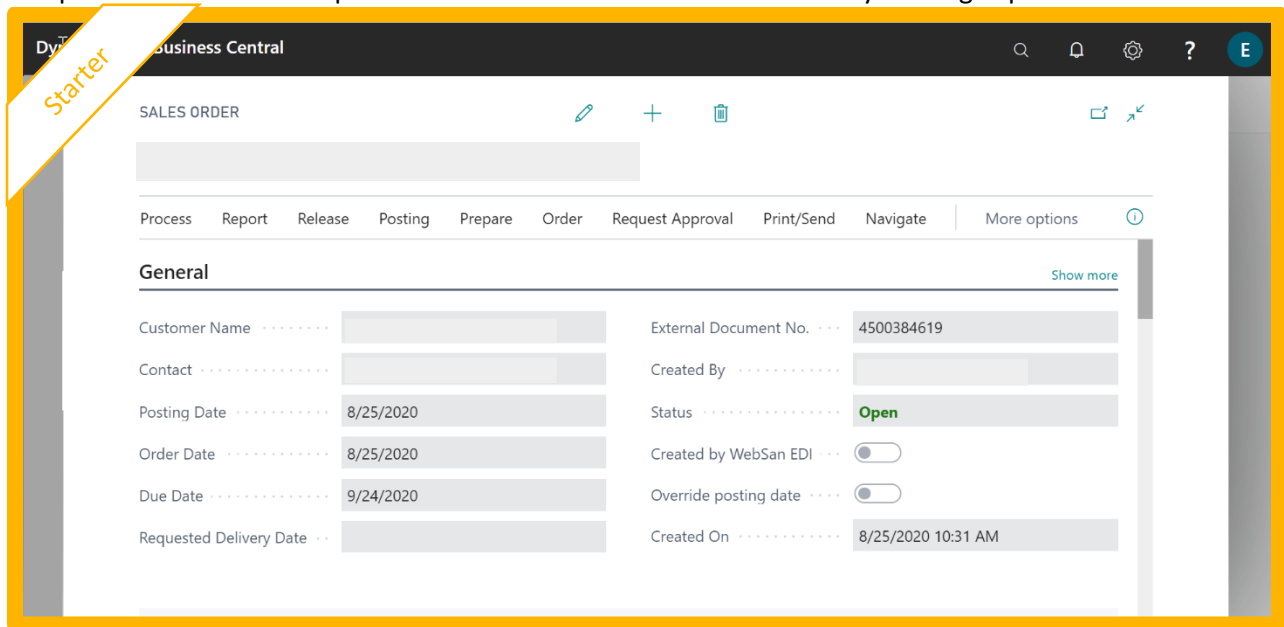 Business Central
?
E
Starter
SALES ORDER
Process Report Release Posting Prepare Order Request Approval Print/Send Navigate More options
General
Show more
Customer Name
External Document No. 4500384619
Contact
Created By
Posting Date 8/25/2020
Status Open
Order Date 8/25/2020
Created by WebSan EDI
Due Date 9/24/2020
Override posting date
Requested Delivery Date
Created On 8/25/2020 10:31 AM